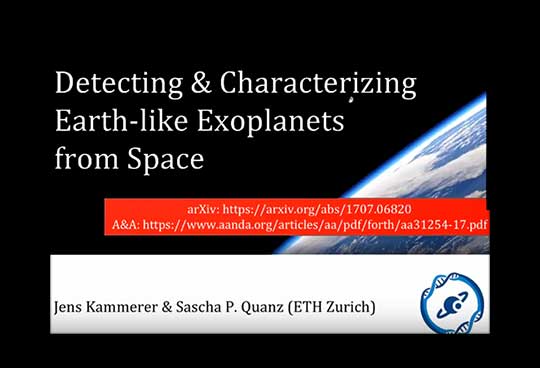 Detecting & Characterizing
Earth-like Exoplanets
from Space
arXiv: https://arxiv.org/abs/1707.06820
A&A: https://www.aanda.org/articles/aa/pdf/forth/aa31254-17.pdf
Jens Kammerer & Sascha P. Quanz (ETH Zurich)